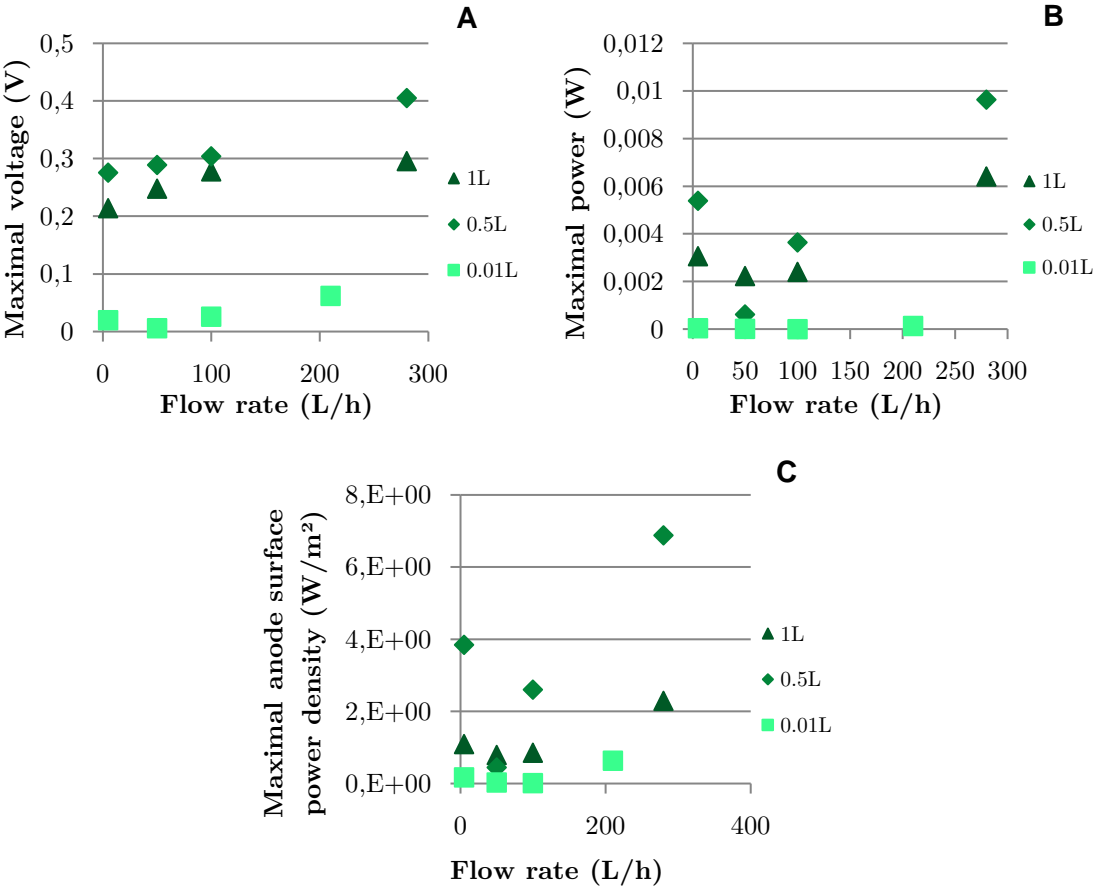 A
Maximal voltage (V)
0,5
0,4
0,3
0,2
0,1
0
0 100 200 300
Flow rate (L/h)
1L
0.5L
0.01L
B
Maximal power (W)
0,012
0,01
0,008
0,006
0,004
0,002
0
0 50 100 150 200 250 300
Flow rate (L/h)
1L
0.5L
0.01L
C
Maximal anode surface
power density (W/m²)
8,E+00
6,E+00
4,E+00
2,E+00
0,E+00
0 200 400
Flow rate (L/h)
1L
0.5L
0.01L